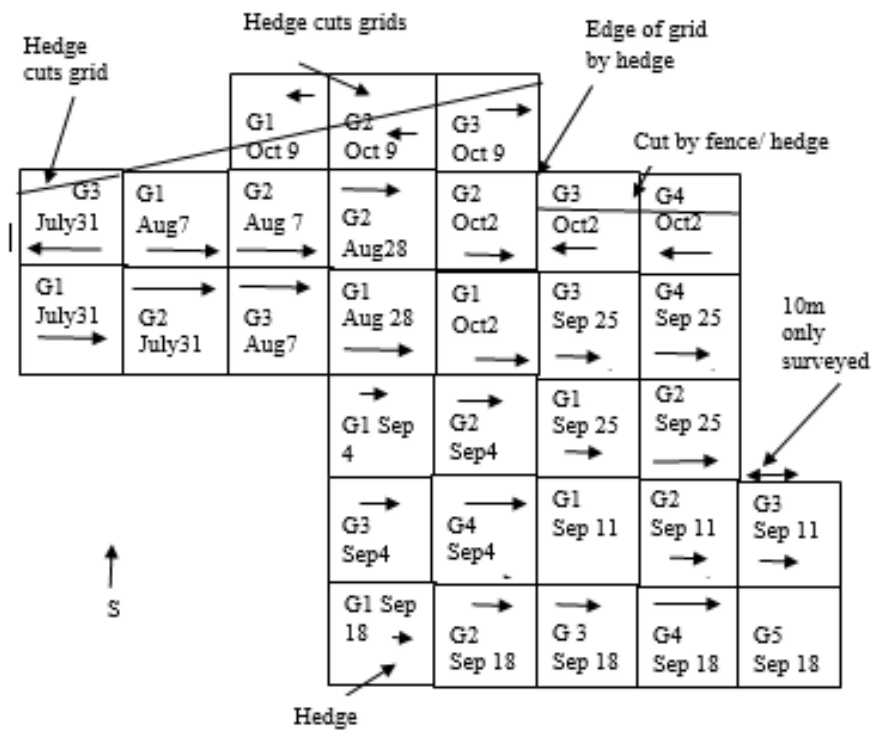 Hedge cuts grids
Edge of grid
by hedge
Hedge
cuts grid
Cut by fence/ hedge
G1
Oct 9
G2
Oct 9
G3
Oct 9
G3
July31
G1
Aug7
G2
Aug 7
G2
Aug28
G2
Oct2
G3
Oct2
G4
Oct2
G1
July31
G2
July31
G3
Aug7
G1
Aug 28
G1
Oct2
G3
Sep 25
G4
Sep 25
10m
only
surveyed
G1 Sep
4
G2
Sep4
G1
Sep 25
G2
Sep 25
G3
Sep4
G4
Sep4
G1
Sep 11
G2
Sep 11
G3
Sep 11
S
G1 Sep
18
G2
Sep 18
G 3
Sep 18
G4
Sep 18
G5
Sep 18
Hedge